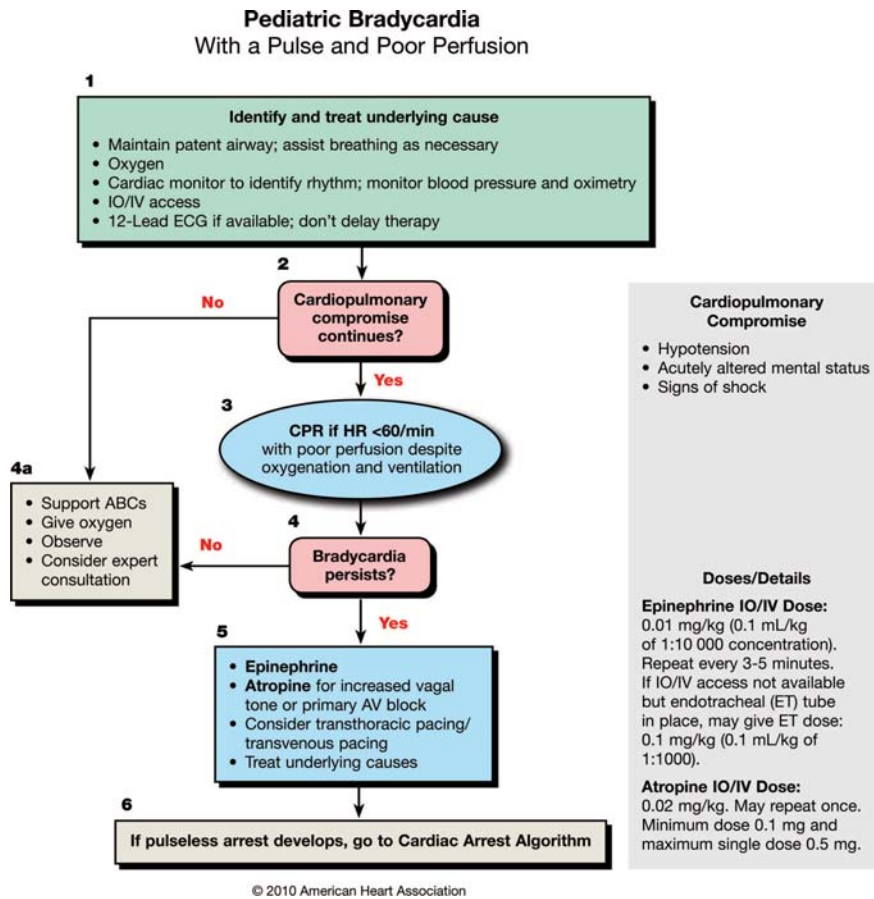 Pediatric Bradycardia
With a Pulse and Poor Perfusion
1
Identify and treat underlying cause
• Maintain patent airway; assist breathing as necessary
• Oxygen
• Cardiac monitor to identify rhythm; monitor blood pressure and oximetry
• IO/IV access
• 12-Lead ECG if available; don't delay therapy
2
Cardiopulmonary
compromise
continues?
No
Yes
3
CPR if HR <60/min
with poor perfusion despite
oxygenation and ventilation
4a
• Support ABCs
• Give oxygen
• Observe
• Consider expert
consultation
4
Bradycardia
persists?
No
Yes
5
• Epinephrine
• Atropine for increased vagal
tone or primary AV block
• Consider transthoracic pacing/
transvenous pacing
• Treat underlying causes
6
If pulseless arrest develops, go to Cardiac Arrest Algorithm
Cardiopulmonary
Compromise
• Hypotension
• Acutely altered mental status
• Signs of shock
Doses/Details
Epinephrine IO/IV Dose:
0.01 mg/kg (0.1 mL/kg
of 1:10 000 concentration).
Repeat every 3-5 minutes.
If IO/IV access not available
but endotracheal (ET) tube
in place, may give ET dose:
0.1 mg/kg (0.1 mL/kg of
1:1000).
Atropine IO/IV Dose:
0.02 mg/kg. May repeat once.
Minimum dose 0.1 mg and
maximum single dose 0.5 mg.
© 2010 American Heart Association